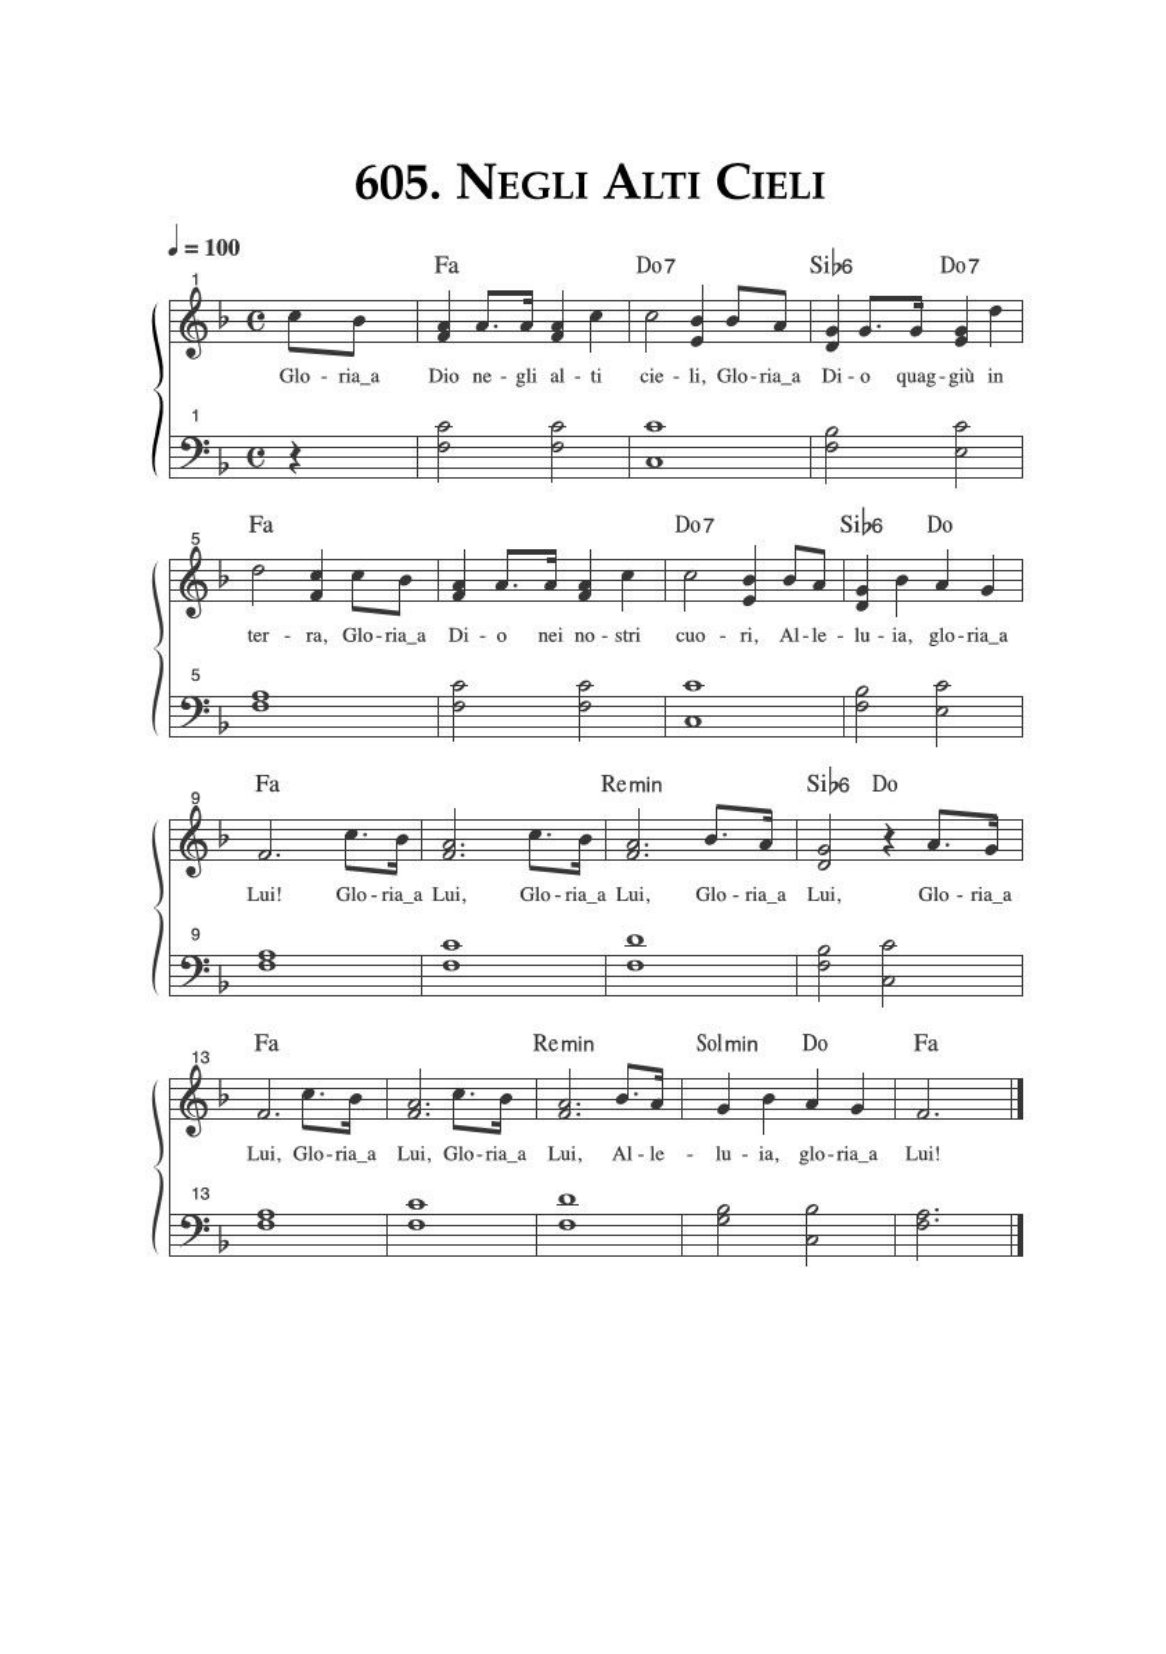 605. NEGLI ALTI CIELI
♩ = 100
Fa Do7 Si♭6 Do7
1
Glo - ria_a Dio ne - gli al - ti cie - li, Glo - ria_a Di - o quag - giù in
1
Fa Do7 Si♭6 Do
5
ter - ra, Glo - ria_a Di - o nei no - stri cuo - ri, Al - le - lu - ia, glo - ria_a
5
Fa Remin Si♭6 Do
9
Lui! Glo - ria_a Lui, Glo - ria_a Lui, Glo - ria_a Lui, Glo - ria_a
9
Fa Remin Solmin Do Fa
13
Lui, Glo - ria_a Lui, Glo - ria_a Lui, Al - le - lu - ia, glo - ria_a Lui!
13